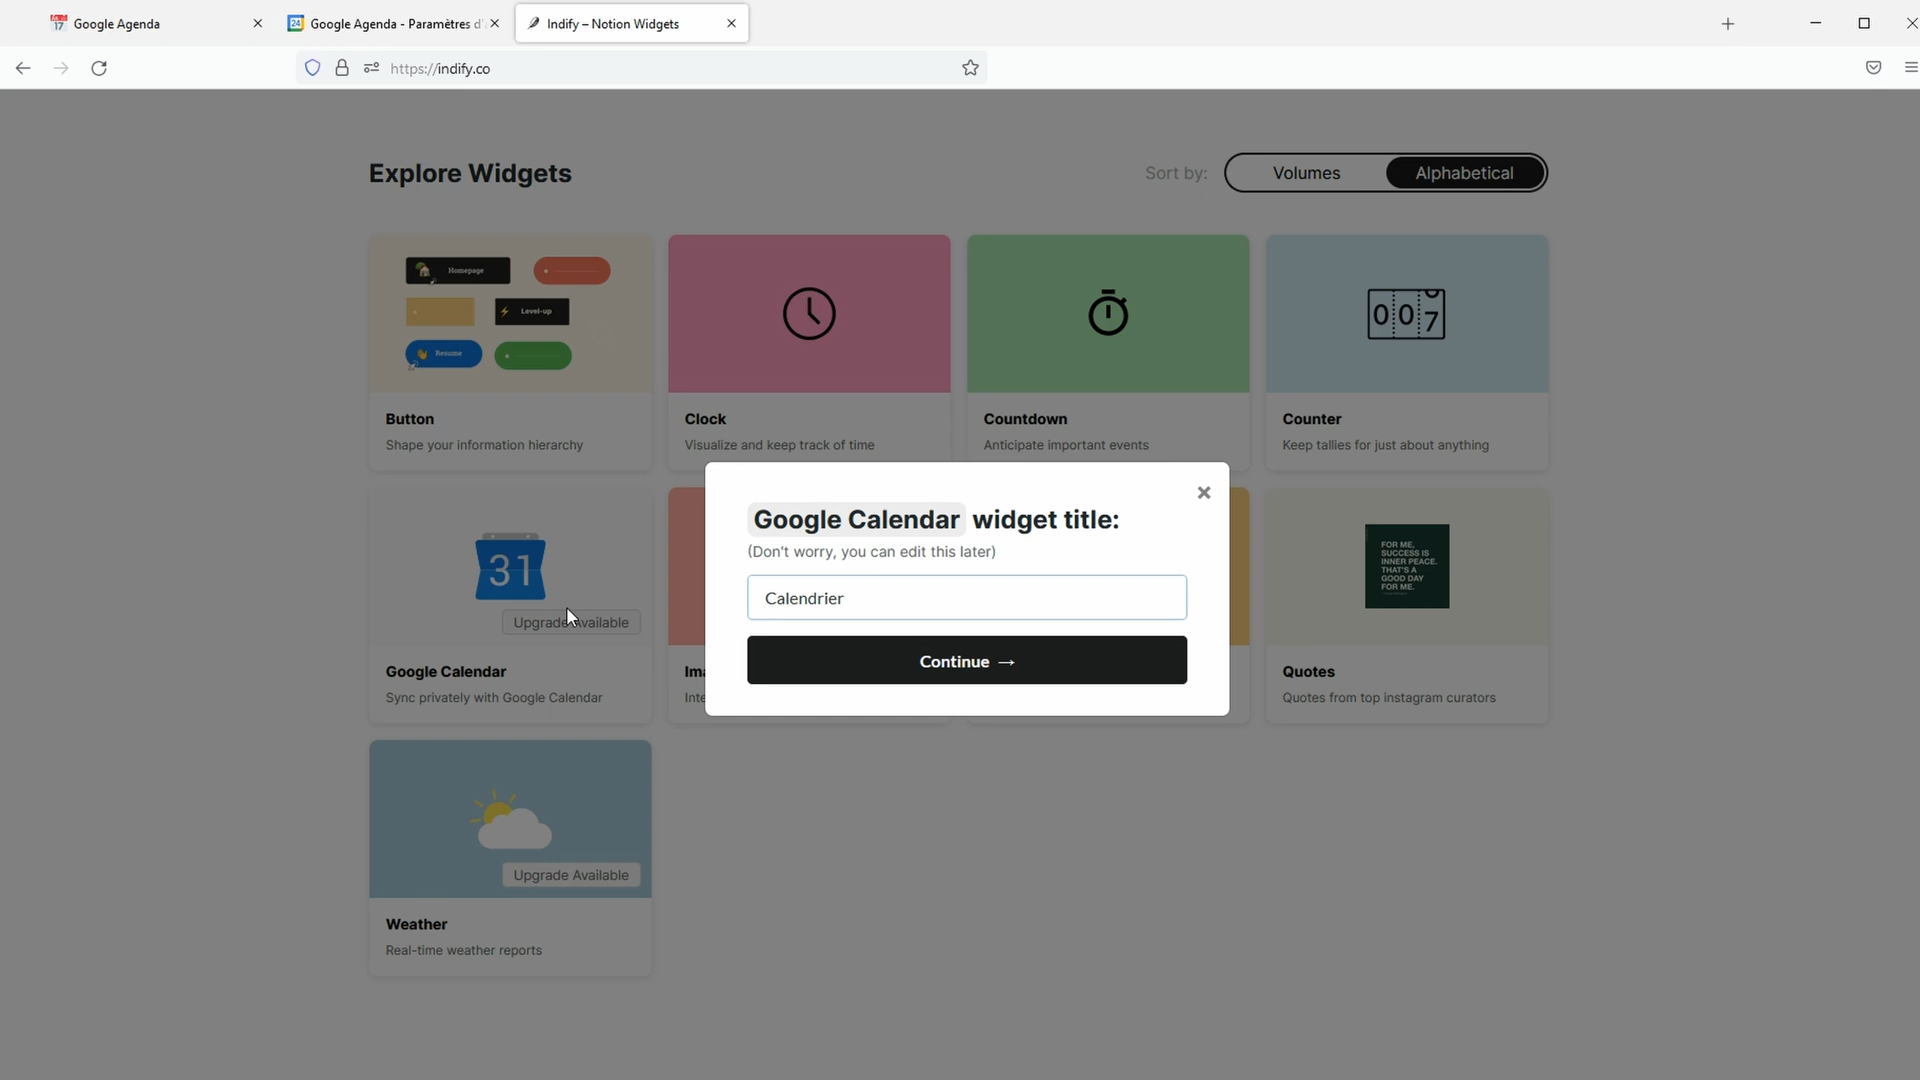 Google Agenda
Google Agenda - Paramètres d'
Indify – Notion Widgets
https://indify.co
Explore Widgets
Sort by:
Volumes
Alphabetical
Homepage
Level-up
Resume
007
Button
Shape your information hierarchy
Clock
Visualize and keep track of time
Countdown
Anticipate important events
Counter
Keep tallies for just about anything
Google Calendar widget title:
(Don't worry, you can edit this later)
Calendrier
Continue →
31
Upgrade Available
FOR ME,
SUCCESS IS
INNER PEACE.
THAT'S A
GOOD DAY
FOR ME.
Google Calendar
Sync privately with Google Calendar
Quotes
Quotes from top instagram curators
Upgrade Available
Weather
Real-time weather reports